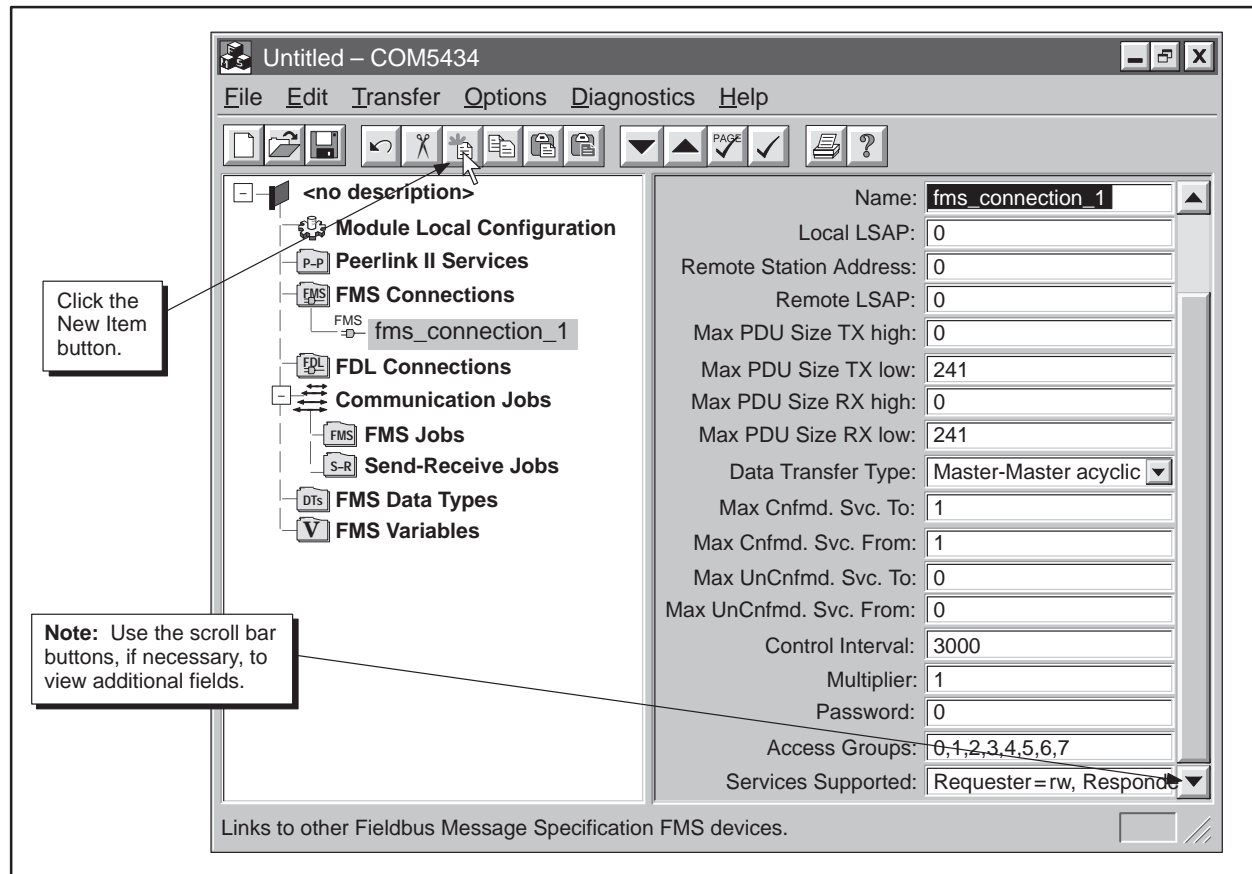 Untitled – COM5434
File Edit Transfer Options Diagnostics Help
PAGE
<no description>
Module Local Configuration
P–P Peerlink II Services
FMS FMS Connections
FMS fms_connection_1
FDL FDL Connections
Communication Jobs
FMS FMS Jobs
S–R Send-Receive Jobs
DTs FMS Data Types
V FMS Variables
Click the
New Item
button.
Note: Use the scroll bar
buttons, if necessary, to
view additional fields.
Name: fms_connection_1
Local LSAP: 0
Remote Station Address: 0
Remote LSAP: 0
Max PDU Size TX high: 0
Max PDU Size TX low: 241
Max PDU Size RX high: 0
Max PDU Size RX low: 241
Data Transfer Type: Master-Master acyclic
Max Cnfmd. Svc. To: 1
Max Cnfmd. Svc. From: 1
Max UnCnfmd. Svc. To: 0
Max UnCnfmd. Svc. From: 0
Control Interval: 3000
Multiplier: 1
Password: 0
Access Groups: 0,1,2,3,4,5,6,7
Services Supported: Requester=rw, Responde
Links to other Fieldbus Message Specification FMS devices.